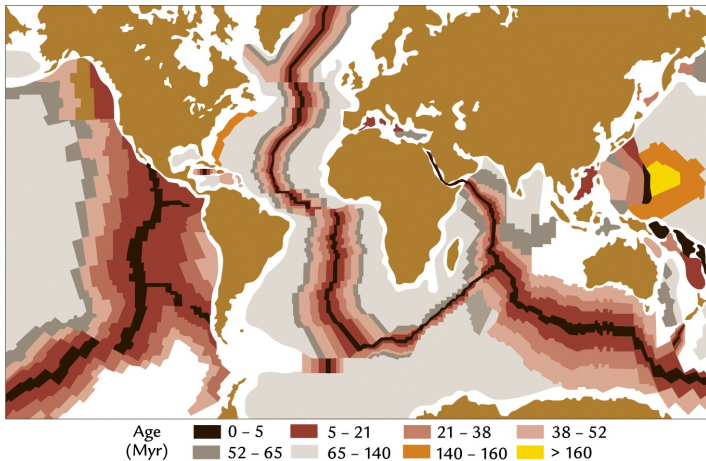 Age
(Myr)
0 – 5
5 – 21
21 – 38
38 – 52
52 – 65
65 – 140
140 – 160
> 160